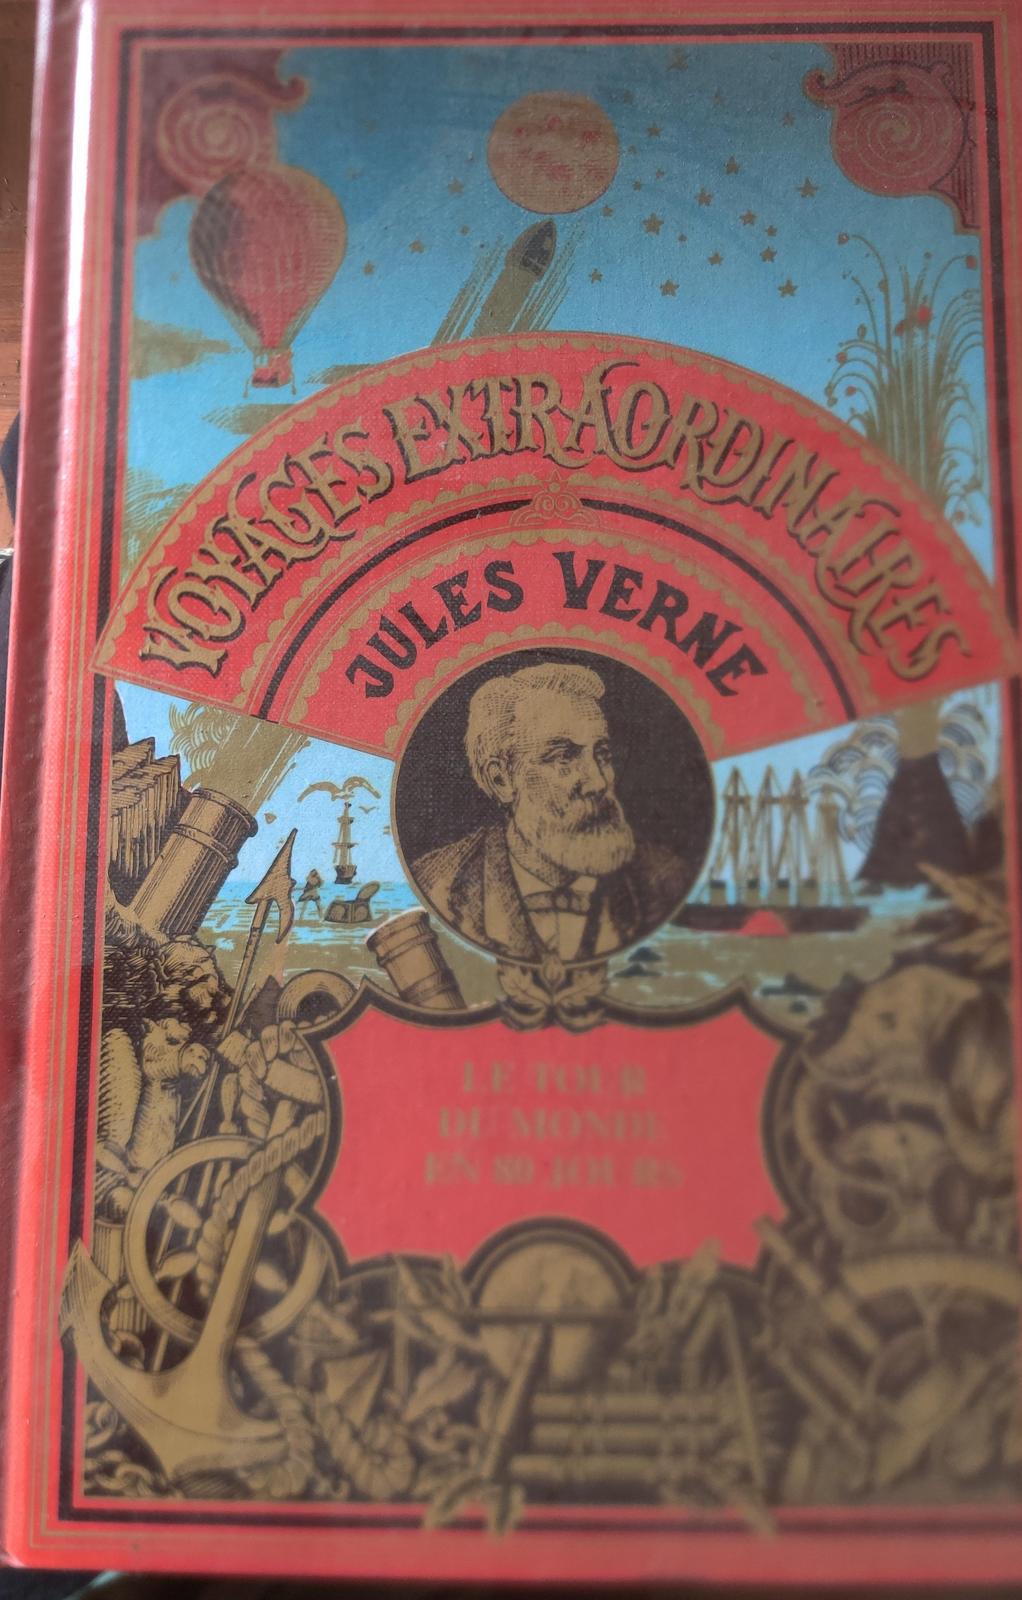 VOYAGES EXTRAORDINAIRES
JULES VERNE
LE TOUR
DU MONDE
EN 80 JOURS